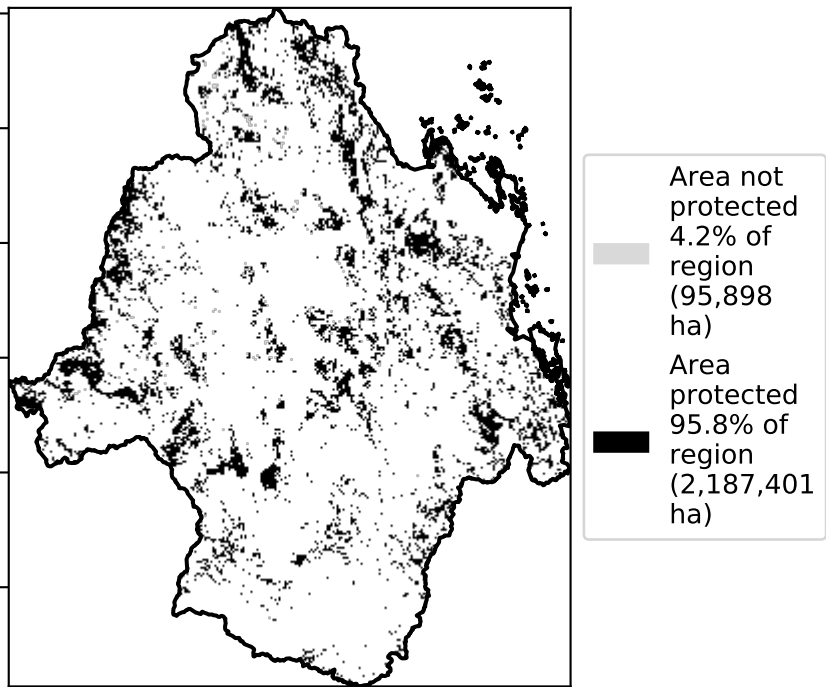 Area not
protected
4.2% of
region
(95,898
ha)
Area
protected
95.8% of
region
(2,187,401
ha)